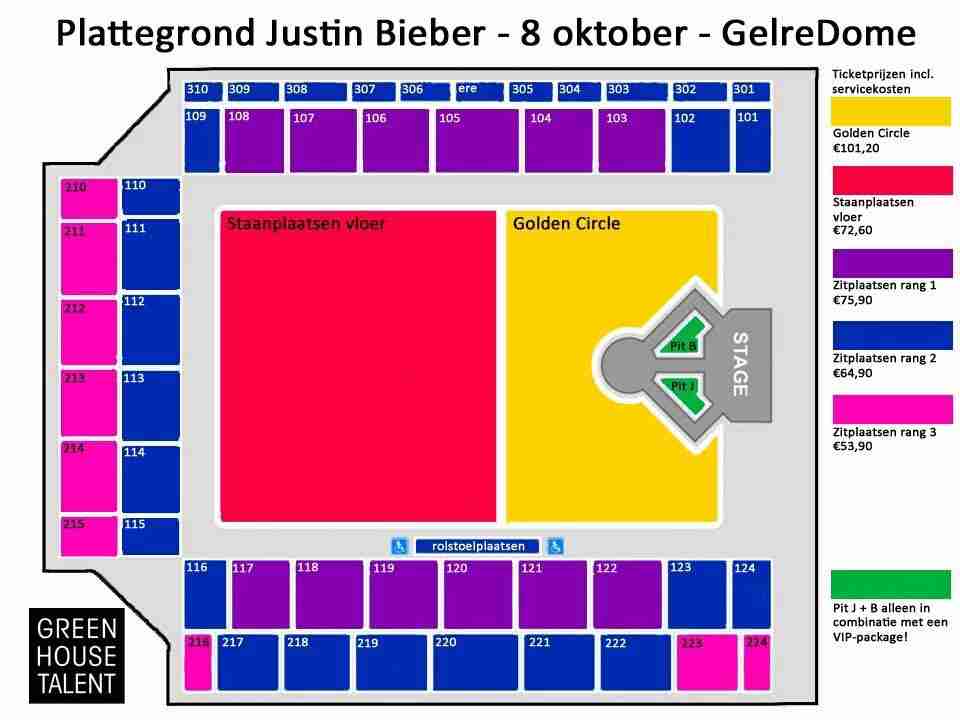 Plattegrond Justin Bieber - 8 oktober - GelreDome
Ticketprijzen incl.
servicekosten
Golden Circle
€101,20
Staanplaatsen
vloer
€72,60
Zitplaatsen rang 1
€75,90
Zitplaatsen rang 2
€64,90
Zitplaatsen rang 3
€53,90
Pit J + B alleen in
combinatie met een
VIP-package!
310 309 308 307 306 ere 305 304 303 302 301
109 108 107 106 105 104 103 102 101
210 110
211 111
212 112
213 113
214 114
215 115
Staanplaatsen vloer
Golden Circle
Pit B
Pit J
STAGE
rolstoelplaatsen
116 117 118 119 120 121 122 123 124
216 217 218 219 220 221 222 223 224
GREEN
HOUSE
TALENT